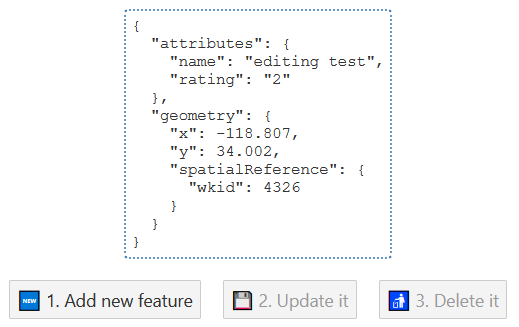 {
  "attributes": {
    "name": "editing test",
    "rating": "2"
  },
  "geometry": {
    "x": -118.807,
    "y": 34.002,
    "spatialReference": {
      "wkid": 4326
    }
  }
}
NEW 1. Add new feature 2. Update it 3. Delete it